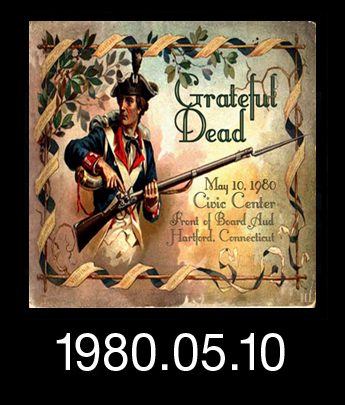 Grateful
Dead
May 10, 1980
Civic Center
Front of Board Aud
Hartford, Connecticut
1980.05.10